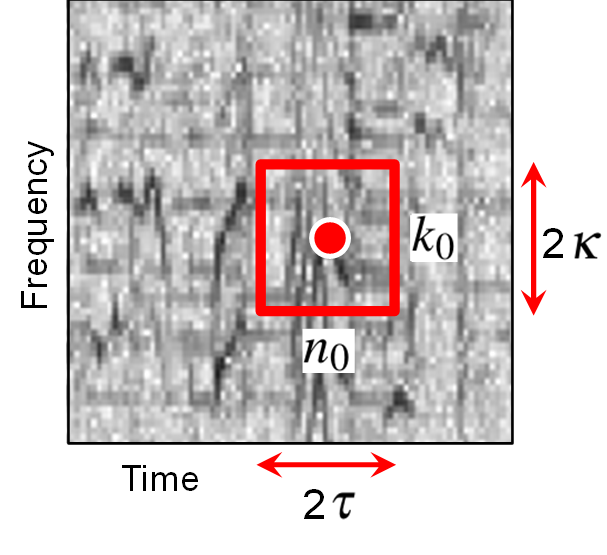 Frequency
k₀
2κ
n₀
Time
2τ